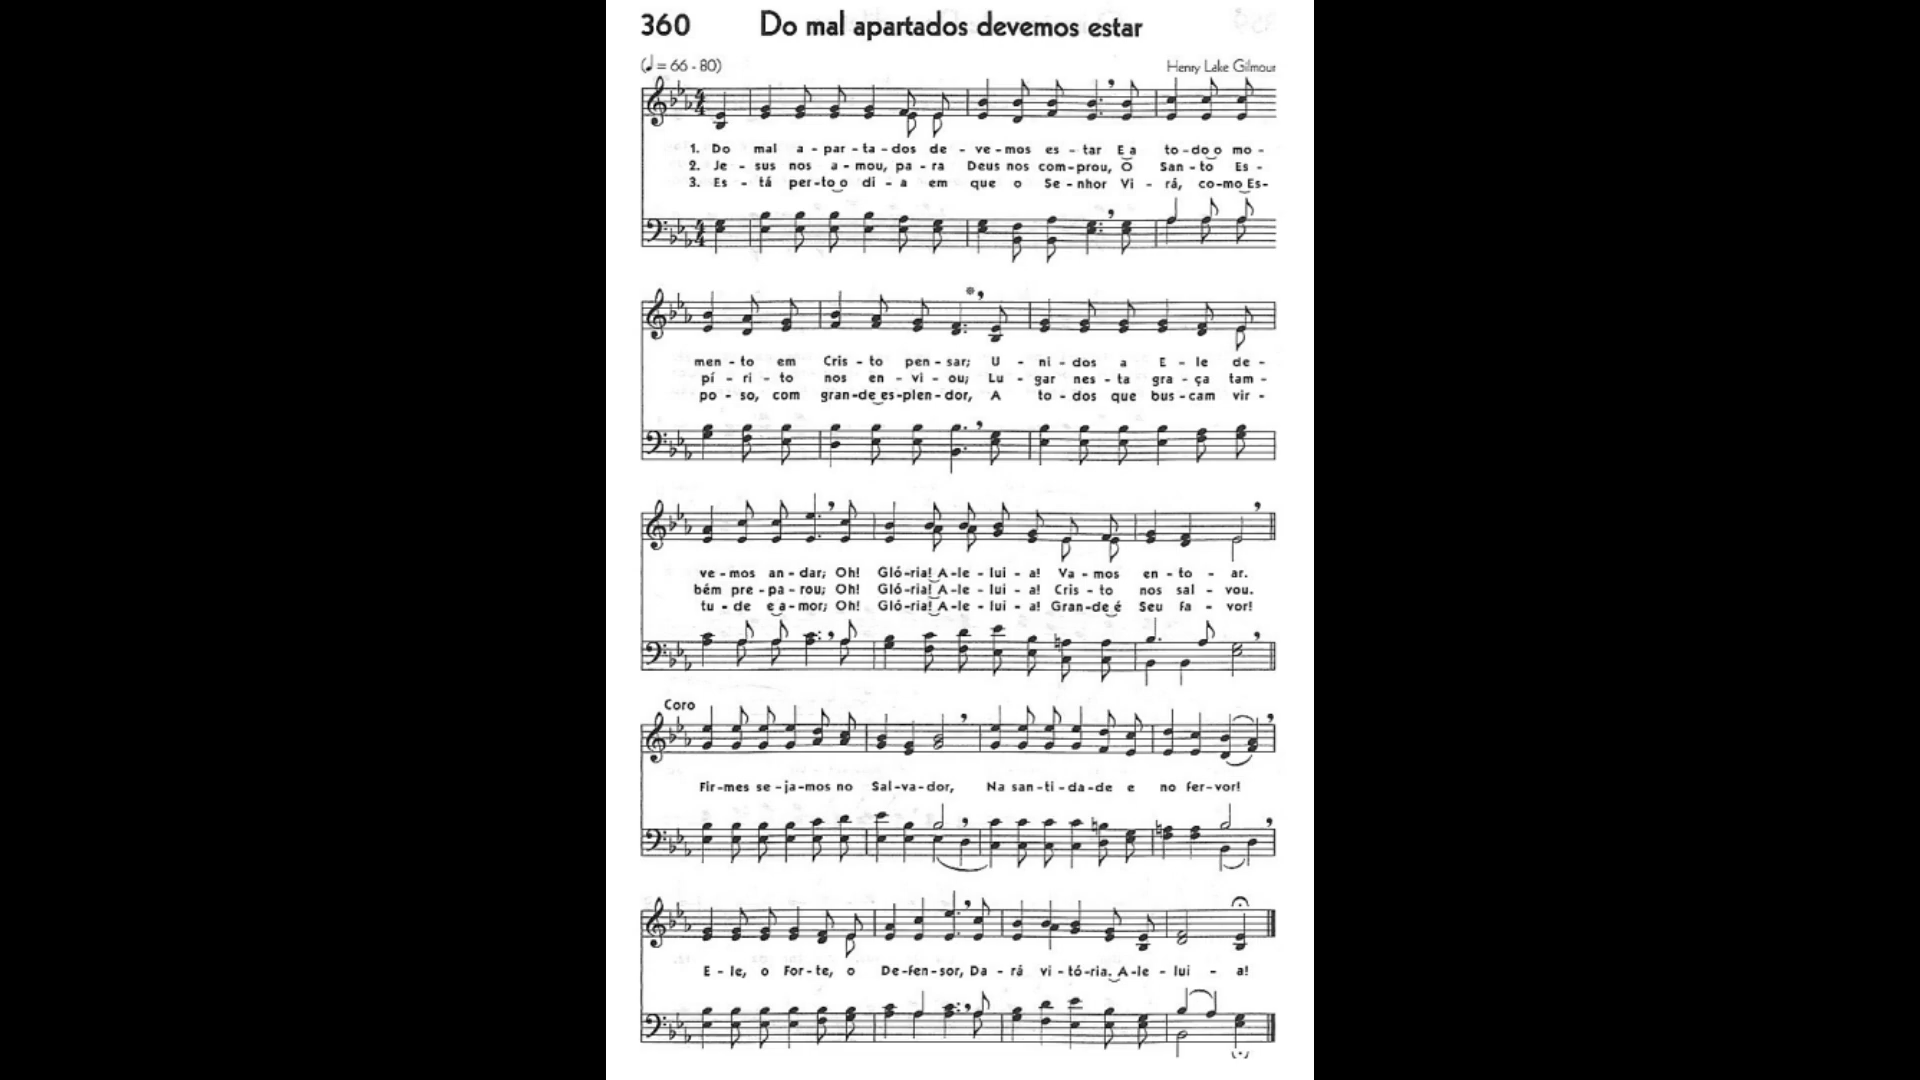 360 Do mal apartados devemos estar
(♩= 66 - 80) Henry Lake Gilmour
1. Do mal a - par - ta - dos de - ve - mos es - tar E a to - do o mo -
2. Je - sus nos a - mou, pa - ra Deus nos com - prou, O San - to Es -
3. Es - tá per - to o di - a em que o Se - nhor Vi - rá, co - mo Es -
men - to em Cris - to pen - sar; U - ni - dos a E - le de -
pí - ri - to nos en - vi - ou; Lu - gar nes - ta gra - ça tam -
po - so, com gran - de es - plen - dor, A to - dos que bus - cam vir -
ve - mos an - dar; Oh! Gló - ria! A - le - lui - a! Va - mos en - to - ar.
bém pre - pa - rou; Oh! Gló - ria! A - le - lui - a! Cris - to nos sal - vou.
tu - de e a - mor; Oh! Gló - ria! A - le - lui - a! Gran - de é Seu fa - vor!
Coro
Fir - mes se - ja - mos no Sal - va - dor, Na san - ti - da - de e no fer - vor!
E - le, o For - te, o De - fen - sor, Da - rá vi - tó - ria. A - le - lui - a!